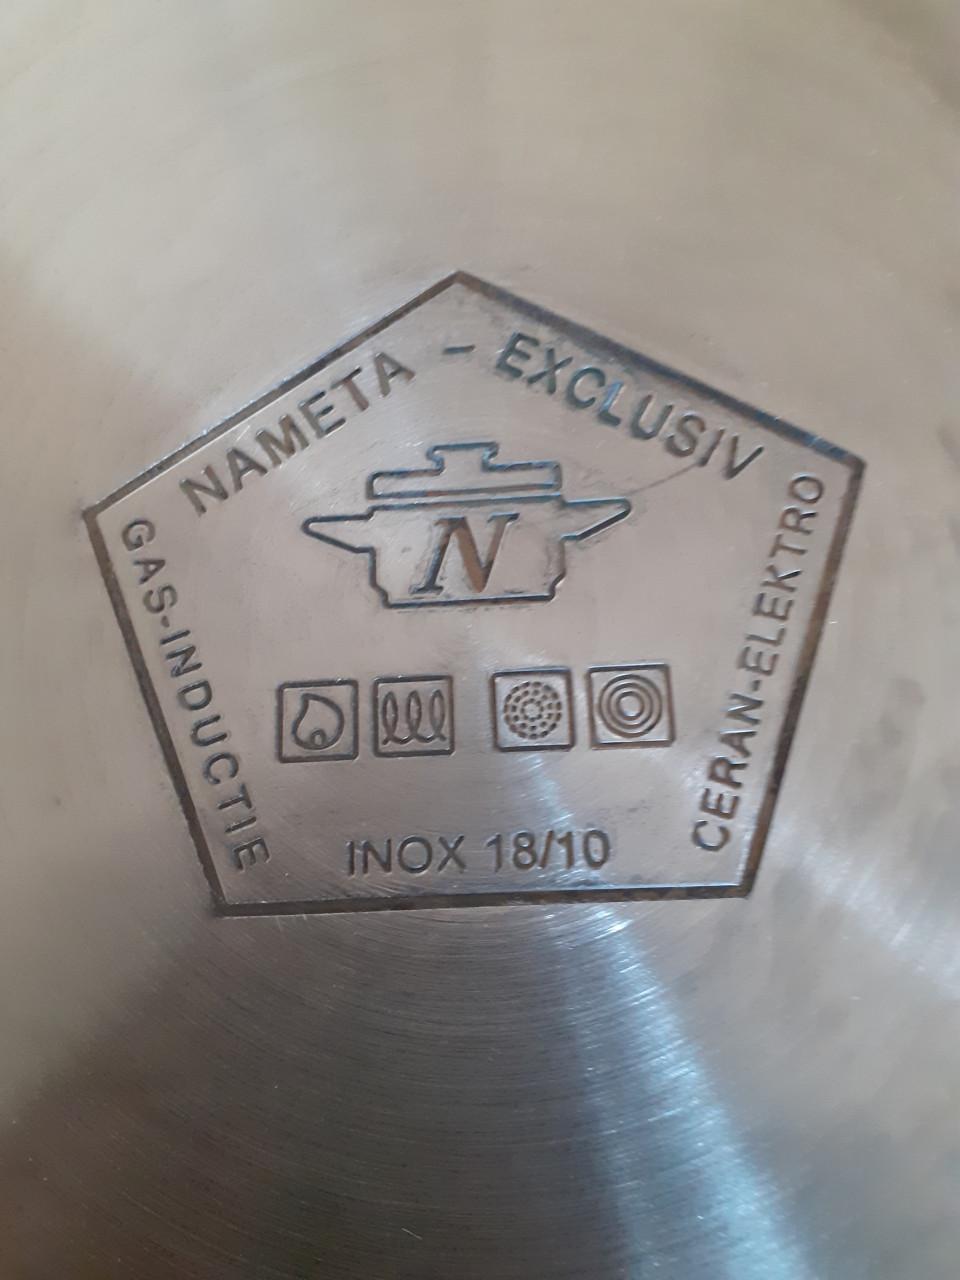 NAMETA - EXCLUSIV
N
GAS-INDUCTIE
CERAN-ELEKTRO
INOX 18/10